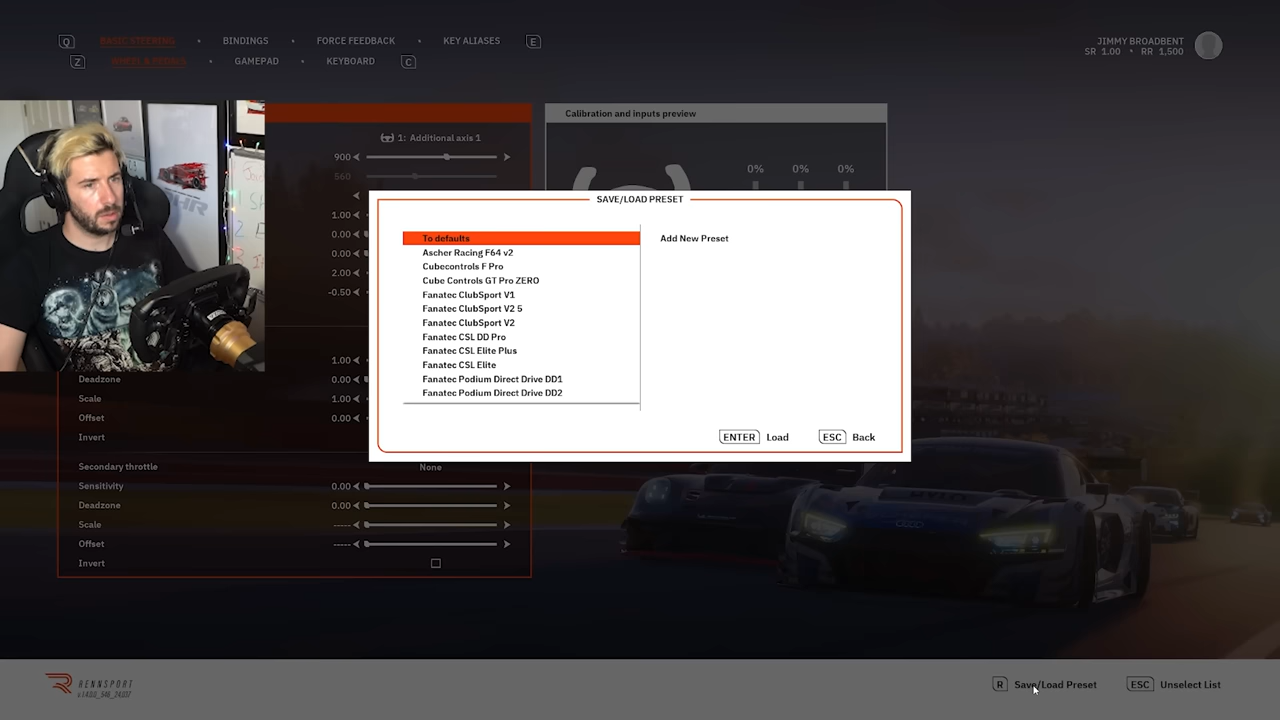 Q BASIC STEERING • BINDINGS • FORCE FEEDBACK • KEY ALIASES E
Z WHEEL & PEDALS • GAMEPAD • KEYBOARD C
JIMMY BROADBENT
SR 1.00 • RR 1,500
Calibration and inputs preview
1: Additional axis 1
900
560
0% 0% 0%
1.00
0.00
0.00
2.00
-0.50
SAVE/LOAD PRESET
To defaults
Ascher Racing F64 v2
Cubecontrols F Pro
Cube Controls GT Pro ZERO
Fanatec ClubSport V1
Fanatec ClubSport V2 5
Fanatec ClubSport V2
Fanatec CSL DD Pro
Fanatec CSL Elite Plus
Fanatec CSL Elite
Fanatec Podium Direct Drive DD1
Fanatec Podium Direct Drive DD2
Add New Preset
ENTER Load ESC Back
1.00
Deadzone 0.00
Scale 1.00
Offset 0.00
Invert
Secondary throttle None
Sensitivity 0.00
Deadzone 0.00
Scale -----
Offset -----
Invert
RENNSPORT
R Save/Load Preset ESC Unselect List